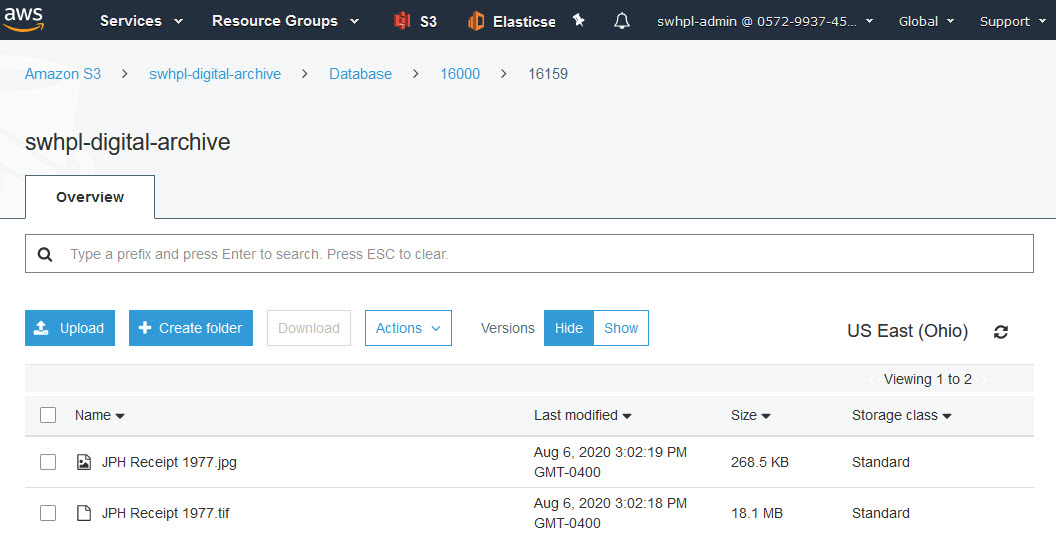 aws Services Resource Groups S3 Elasticse swhpl-admin @ 0572-9937-45... Global Support
Amazon S3 > swhpl-digital-archive > Database > 16000 > 16159
swhpl-digital-archive
Overview
Type a prefix and press Enter to search. Press ESC to clear.
Upload Create folder Download Actions Versions Hide Show US East (Ohio)
Viewing 1 to 2
Name Last modified Size Storage class
JPH Receipt 1977.jpg Aug 6, 2020 3:02:19 PM GMT-0400 268.5 KB Standard
JPH Receipt 1977.tif Aug 6, 2020 3:02:18 PM GMT-0400 18.1 MB Standard